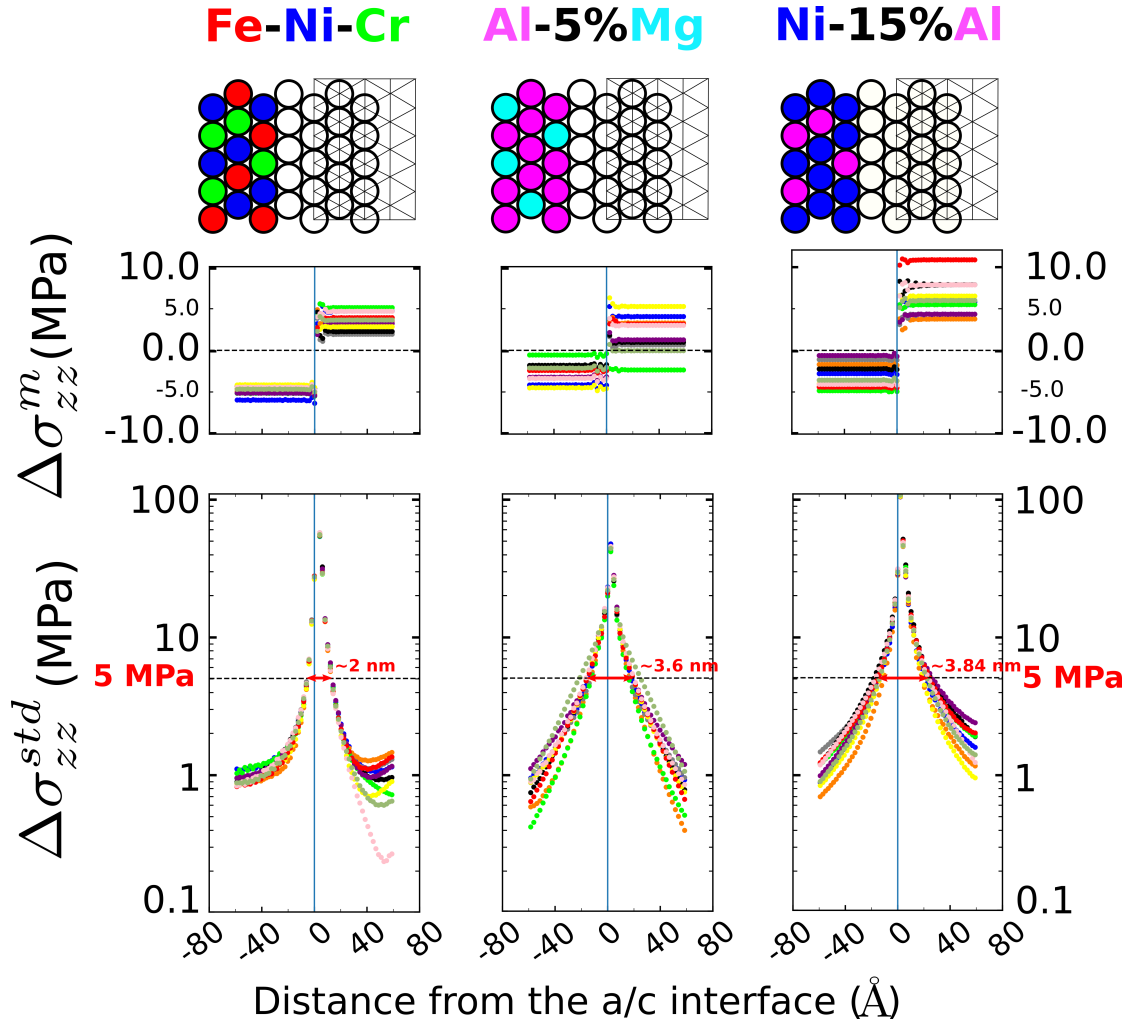 Fe-Ni-Cr Al-5%Mg Ni-15%Al
Δσ^m_zz (MPa)
10.0
5.0
0.0
-5.0
-10.0
10.0
5.0
0.0
-5.0
-10.0
Δσ^std_zz (MPa)
100
10
5 MPa
1
0.1
~2 nm
~3.6 nm
~3.84 nm
100
10
5 MPa
1
0.1
-80 -40 0 40 80
-80 -40 0 40 80
-80 -40 0 40 80
Distance from the a/c interface (Å)